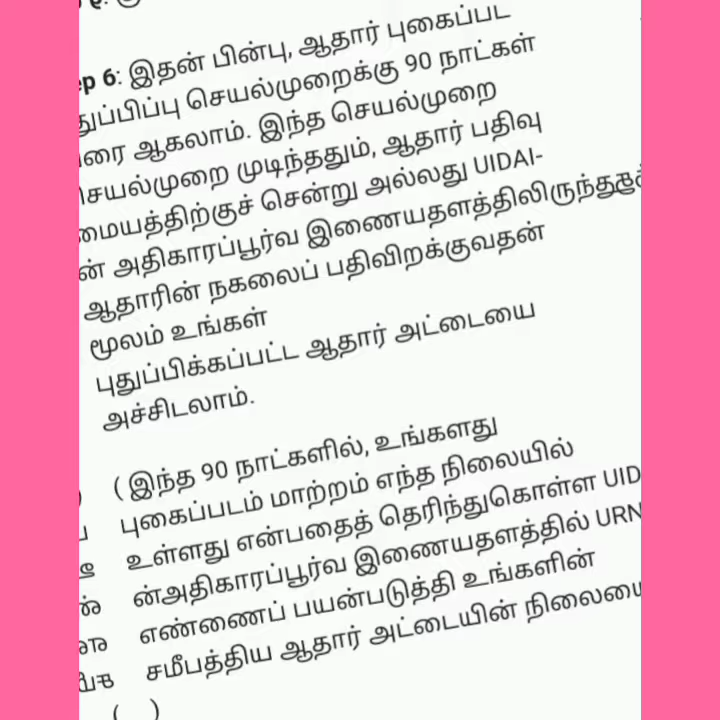 ep 6: இதன் பின்பு, ஆதார் புகைப்பட
துப்பிப்பு செயல்முறைக்கு 90 நாட்கள்
ரை ஆகலாம். இந்த செயல்முறை
செயல்முறை முடிந்ததும், ஆதார் பதிவு
மையத்திற்குச் சென்று அல்லது UIDAI-
ன் அதிகாரப்பூர்வ இணையதளத்திலிருந்து
ஆதாரின் நகலைப் பதிவிறக்குவதன்
மூலம் உங்கள்
புதுப்பிக்கப்பட்ட ஆதார் அட்டையை
அச்சிடலாம்.
( இந்த 90 நாட்களில், உங்களது
புகைப்படம் மாற்றம் எந்த நிலையில்
உள்ளது என்பதைத் தெரிந்துகொள்ள UID
ன்அதிகாரப்பூர்வ இணையதளத்தில் URN
எண்ணைப் பயன்படுத்தி உங்களின்
சமீபத்திய ஆதார் அட்டையின் நிலையை
( )